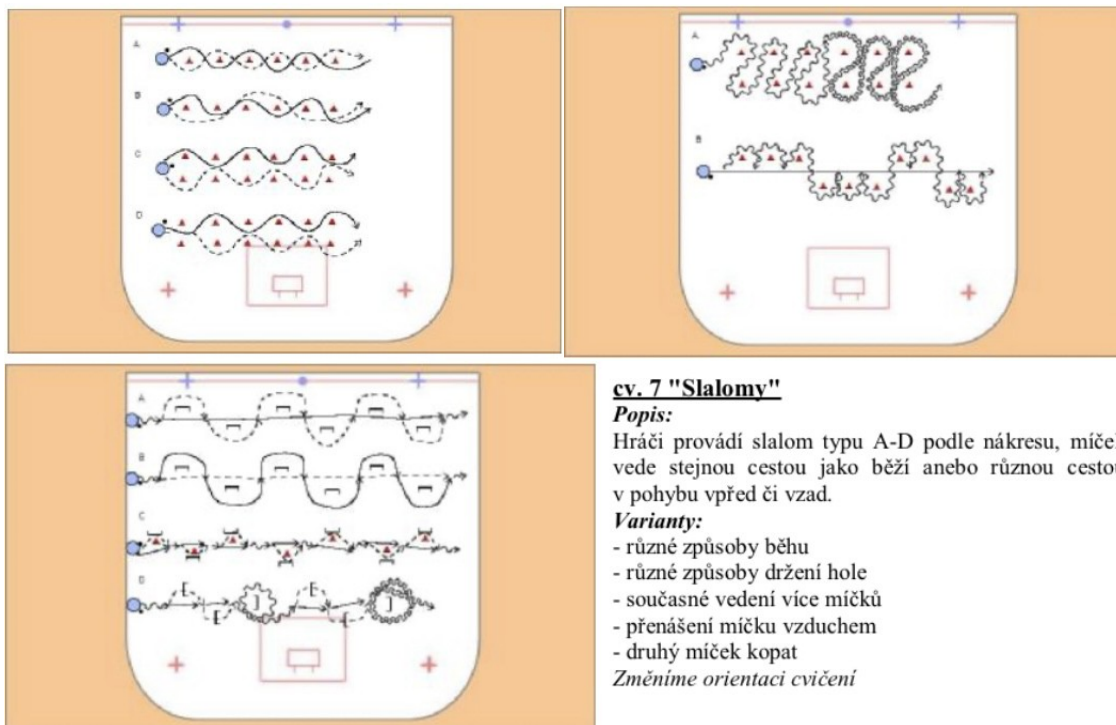 A
B
C
D
A
B
A
B
C
D
cv. 7 "Slalomy"
Popis:
Hráči provádí slalom typu A-D podle nákresu, míček
vede stejnou cestou jako běží anebo různou cestou
v pohybu vpřed či vzad.
Varianty:
- různé způsoby běhu
- různé způsoby držení hole
- současné vedení více míčků
- přenášení míčku vzduchem
- druhý míček kopat
Změníme orientaci cvičení